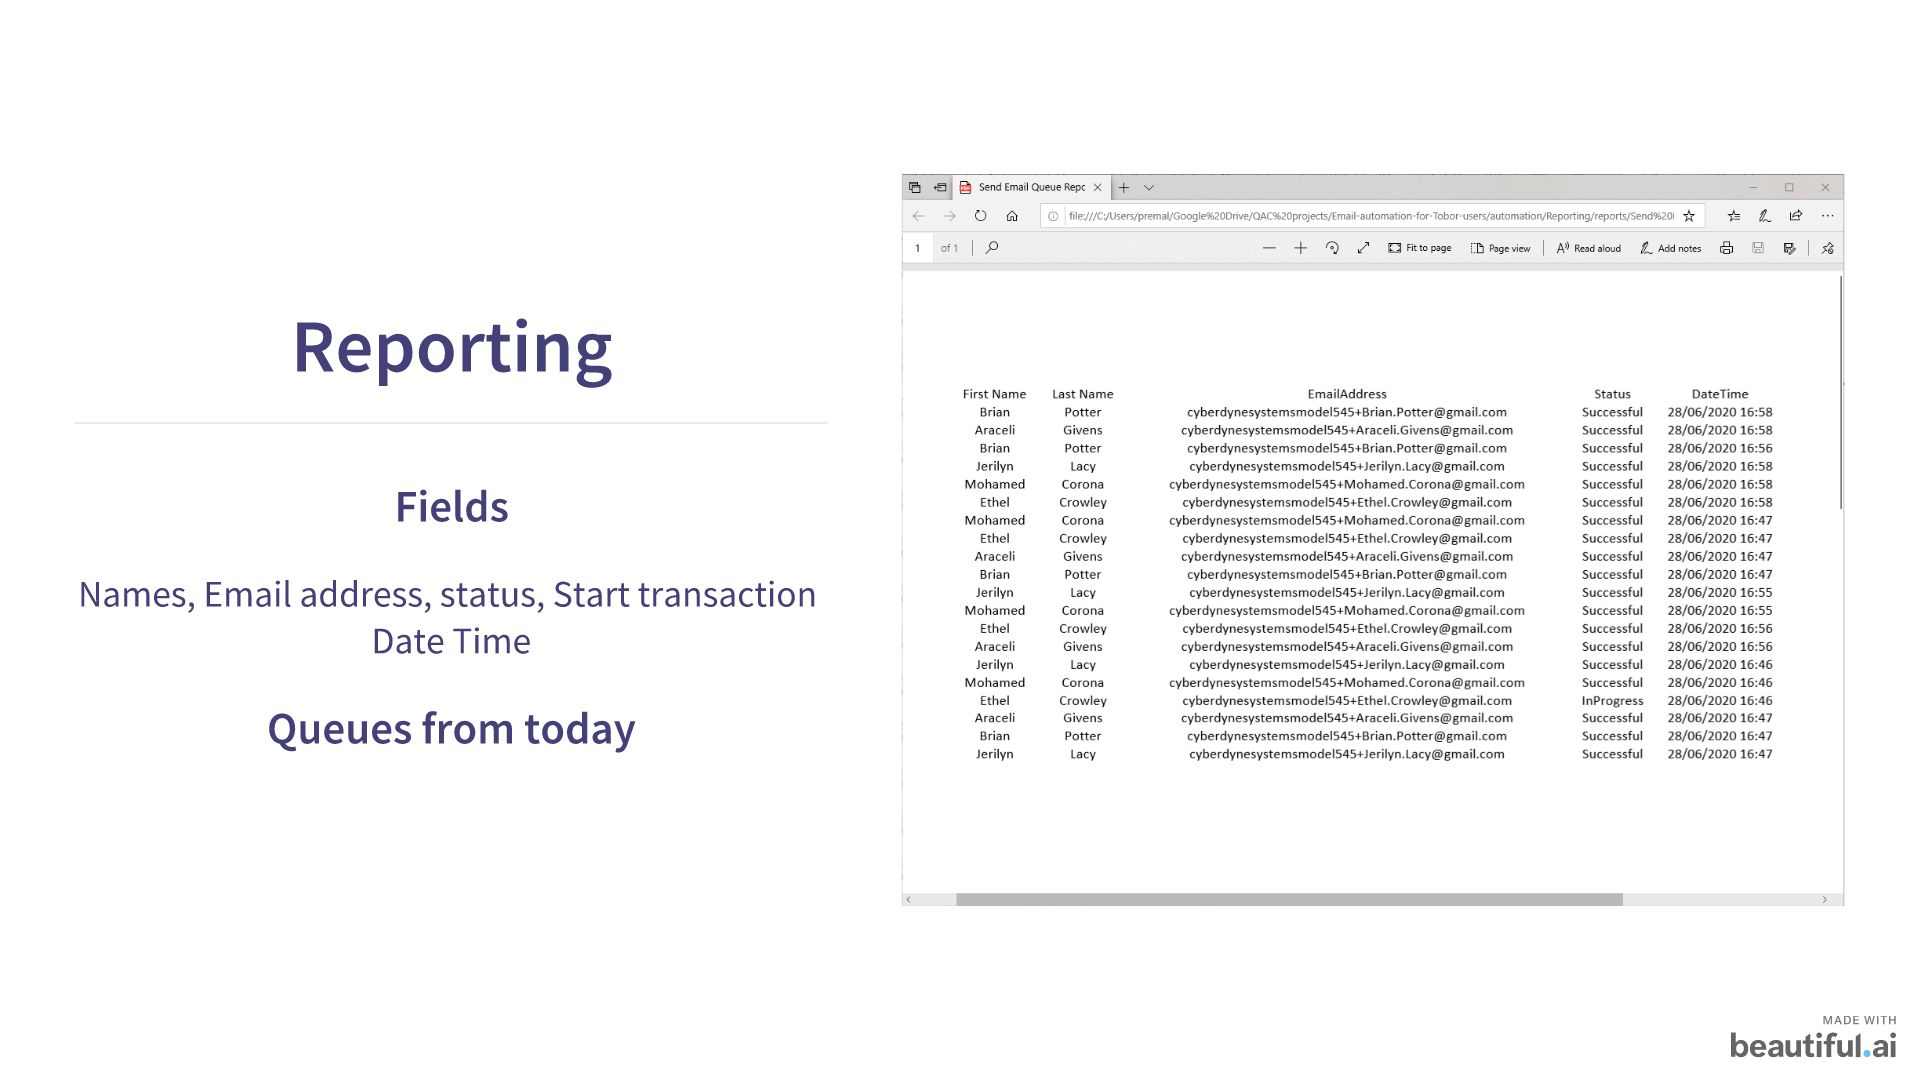 Reporting
Fields
Names, Email address, status, Start transaction
Date Time
Queues from today
Send Email Queue Repc
file:///C:/Users/premal/Google%20Drive/QAC%20projects/Email-automation-for-Tobor-users/automation/Reporting/reports/Send%20I
1 of 1 Fit to page Page view Read aloud Add notes
First Name Last Name EmailAddress Status DateTime
Brian Potter cyberdynesystemsmodel545+Brian.Potter@gmail.com Successful 28/06/2020 16:58
Araceli Givens cyberdynesystemsmodel545+Araceli.Givens@gmail.com Successful 28/06/2020 16:58
Brian Potter cyberdynesystemsmodel545+Brian.Potter@gmail.com Successful 28/06/2020 16:56
Jerilyn Lacy cyberdynesystemsmodel545+Jerilyn.Lacy@gmail.com Successful 28/06/2020 16:58
Mohamed Corona cyberdynesystemsmodel545+Mohamed.Corona@gmail.com Successful 28/06/2020 16:58
Ethel Crowley cyberdynesystemsmodel545+Ethel.Crowley@gmail.com Successful 28/06/2020 16:58
Mohamed Corona cyberdynesystemsmodel545+Mohamed.Corona@gmail.com Successful 28/06/2020 16:47
Ethel Crowley cyberdynesystemsmodel545+Ethel.Crowley@gmail.com Successful 28/06/2020 16:47
Araceli Givens cyberdynesystemsmodel545+Araceli.Givens@gmail.com Successful 28/06/2020 16:47
Brian Potter cyberdynesystemsmodel545+Brian.Potter@gmail.com Successful 28/06/2020 16:47
Jerilyn Lacy cyberdynesystemsmodel545+Jerilyn.Lacy@gmail.com Successful 28/06/2020 16:55
Mohamed Corona cyberdynesystemsmodel545+Mohamed.Corona@gmail.com Successful 28/06/2020 16:55
Ethel Crowley cyberdynesystemsmodel545+Ethel.Crowley@gmail.com Successful 28/06/2020 16:56
Araceli Givens cyberdynesystemsmodel545+Araceli.Givens@gmail.com Successful 28/06/2020 16:56
Jerilyn Lacy cyberdynesystemsmodel545+Jerilyn.Lacy@gmail.com Successful 28/06/2020 16:46
Mohamed Corona cyberdynesystemsmodel545+Mohamed.Corona@gmail.com Successful 28/06/2020 16:46
Ethel Crowley cyberdynesystemsmodel545+Ethel.Crowley@gmail.com InProgress 28/06/2020 16:46
Araceli Givens cyberdynesystemsmodel545+Araceli.Givens@gmail.com Successful 28/06/2020 16:47
Brian Potter cyberdynesystemsmodel545+Brian.Potter@gmail.com Successful 28/06/2020 16:47
Jerilyn Lacy cyberdynesystemsmodel545+Jerilyn.Lacy@gmail.com Successful 28/06/2020 16:47
MADE WITH
beautiful.ai